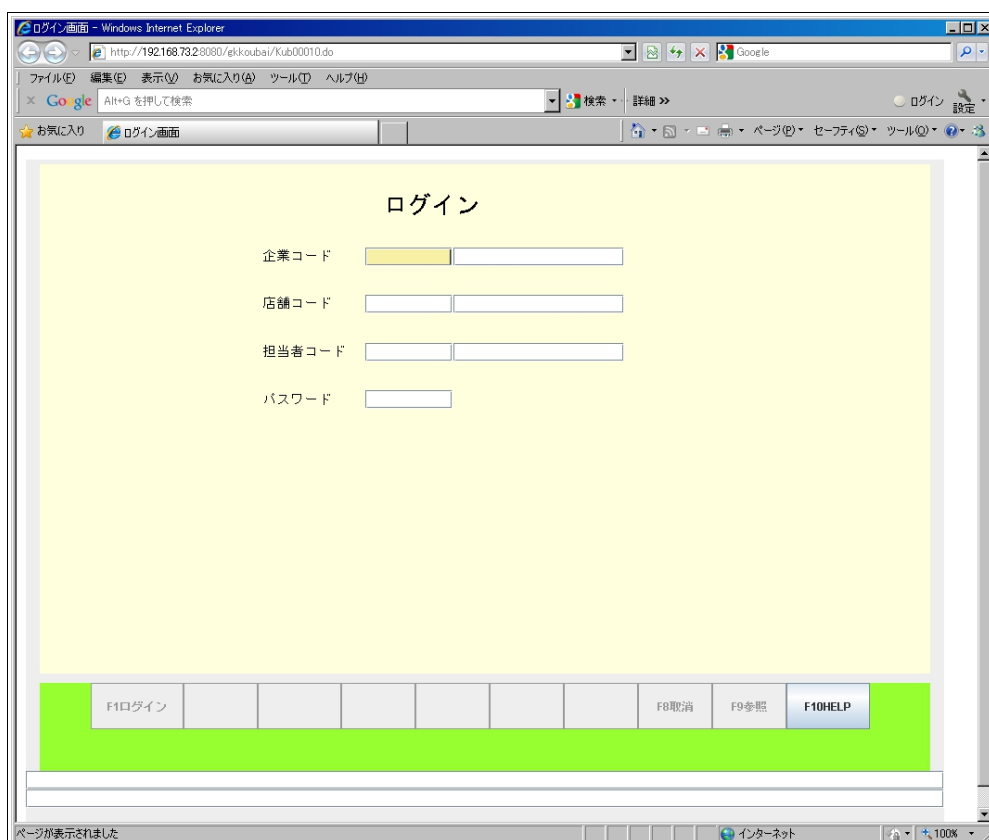 ログイン画面 - Windows Internet Explorer
http://192.168.73.2:8080/gkkoubai/Kub00010.do
Google
ファイル(F) 編集(E) 表示(V) お気に入り(A) ツール(T) ヘルプ(H)
× Google Alt+G を押して検索 検索 詳細 >> ログイン 設定
お気に入り ログイン画面 ページ(P) セーフティ(S) ツール(O)
ログイン
企業コード
店舗コード
担当者コード
パスワード
F1ログイン F8取消 F9参照 F10HELP
ページが表示されました インターネット 100%